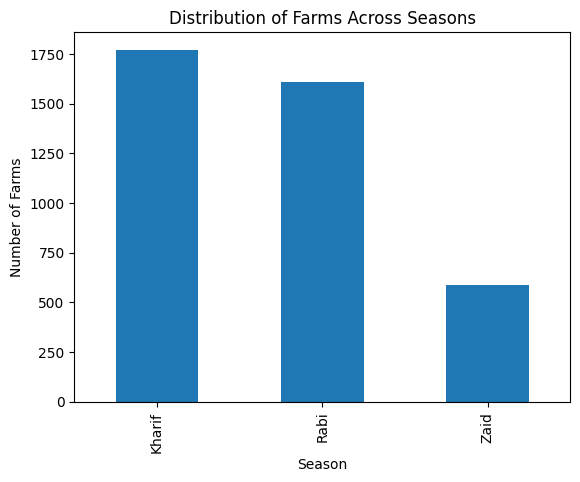 Distribution of Farms Across Seasons
Number of Farms
1750
1500
1250
1000
750
500
250
0
Kharif
Rabi
Zaid
Season